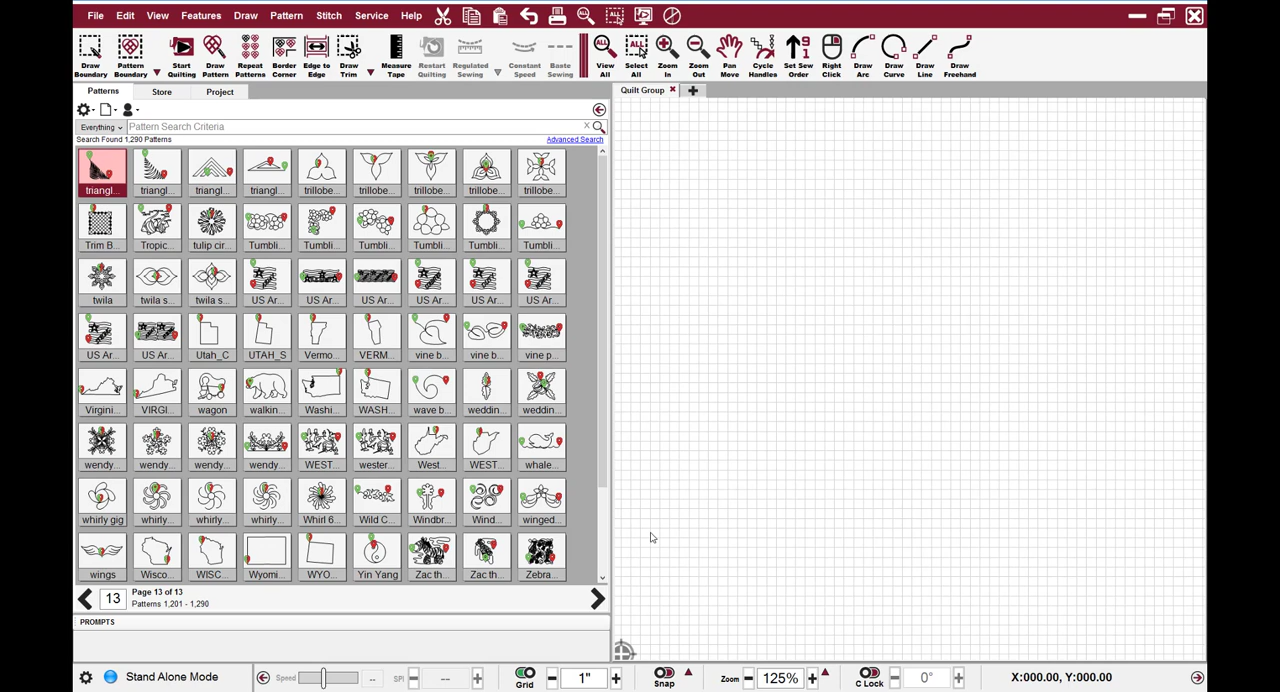 File Edit View Features Draw Pattern Stitch Service Help
Draw Boundary Pattern Boundary Start Quilting Draw Pattern Repeat Patterns Border Corner Edge to Edge Draw Trim Measure Tape Restart Quilting Regulated Sewing Constant Speed Baste Sewing View All Select All Zoom In Zoom Out Pan Move Cycle Handles Set Sew Order Right Click Draw Arc Draw Curve Draw Line Draw Freehand
Patterns Store Project
Quilt Group
Everything Pattern Search Criteria
Search Found 1,290 Patterns Advanced Search
triangl... triangl... triangl... triangl... trillobe... trillobe... trillobe... trillobe... trillobe...
Trim B... Tropic... tulip cir... Tumbli... Tumbli... Tumbli... Tumbli... Tumbli... Tumbli...
twila twila s... twila s... US Ar... US Ar... US Ar... US Ar... US Ar... US Ar...
US Ar... US Ar... Utah_C UTAH_S Vermo... VERM... vine b... vine b... vine p...
Virgini... VIRGI... wagon walkin... Washi... WASH... wave b... weddin... weddin...
wendy... wendy... wendy... wendy... WEST... wester... West... WEST... whale...
whirly gig whirly... whirly... whirly... Whirl 6... Wild C... Windbr... Wind... winged...
wings Wisco... WISC... Wyomi... WYO... Yin Yang Zac th... Zac th... Zebra...
13 Page 13 of 13
Patterns 1,201 - 1,290
PROMPTS
Stand Alone Mode Speed -- SPI -- Grid 1" Snap Zoom 125% C Lock 0° X:000.00, Y:000.00